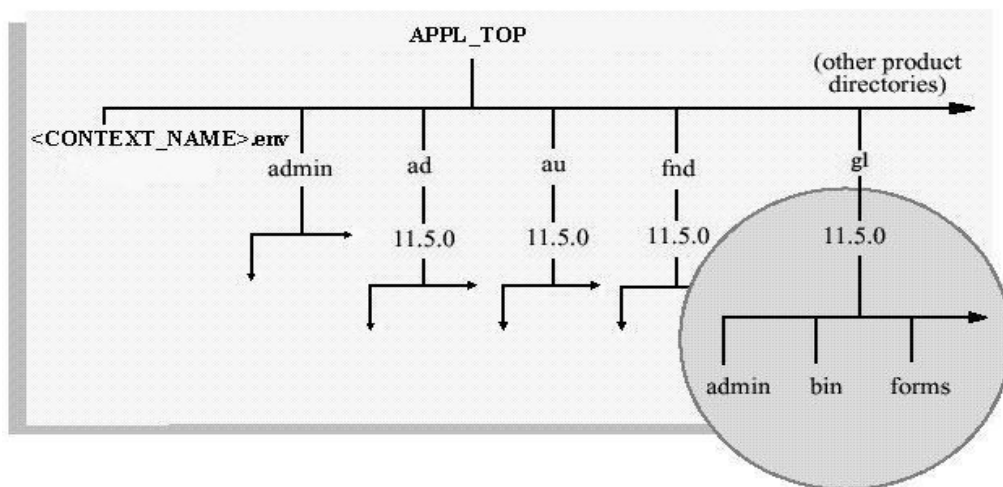 APPL_TOP
(other product
directories)
<CONTEXT_NAME>.env
admin
ad
au
fnd
gl
11.5.0
11.5.0
11.5.0
11.5.0
admin
bin
forms